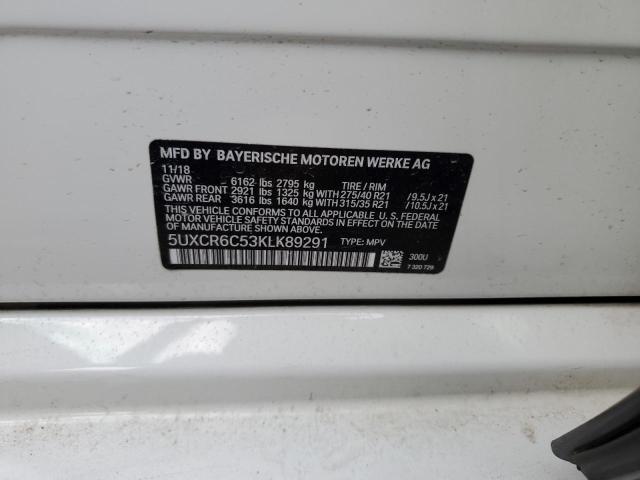 MFD BY BAYERISCHE MOTOREN WERKE AG
11/18
GVWR 6162 lbs 2795 kg TIRE / RIM
GAWR FRONT 2921 lbs 1325 kg WITH 275/40 R21 /9.5J x 21
GAWR REAR 3616 lbs 1640 kg WITH 315/35 R21 /10.5J x 21
THIS VEHICLE CONFORMS TO ALL APPLICABLE FEDERAL
MOTOR VEHICLE SAFETY STANDARDS IN EFFECT ON THE DATE
OF MANUFACTURE SHOWN ABOVE.
5UXCR6C53KLK89291 TYPE: MPV
300U
7 320 729